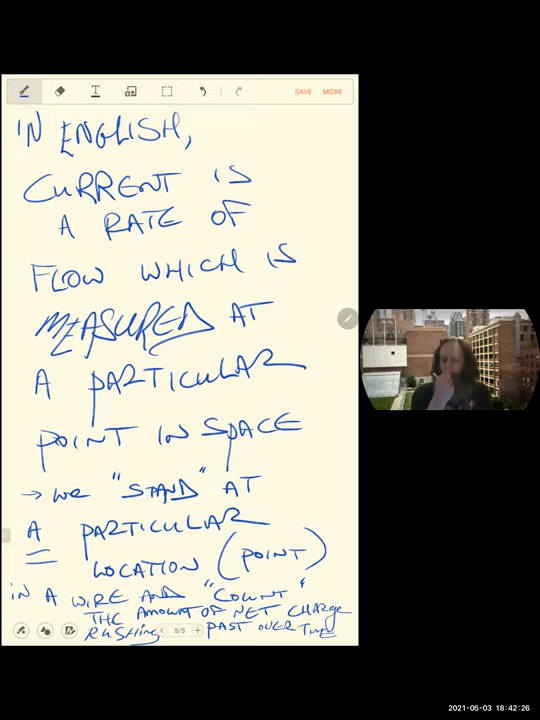 SAVE MORE
IN ENGLISH,
CURRENT IS
A RATE OF
FLOW WHICH IS
MEASURED AT
A PARTICULAR
POINT IN SPACE
→ WE "STAND" AT
A PARTICULAR
LOCATION (POINT)
IN A WIRE AND "COUNT"
THE AMOUNT OF NET CHARGE
RUSHING PAST OVER TIME
5/5
2021-05-03 18:42:26